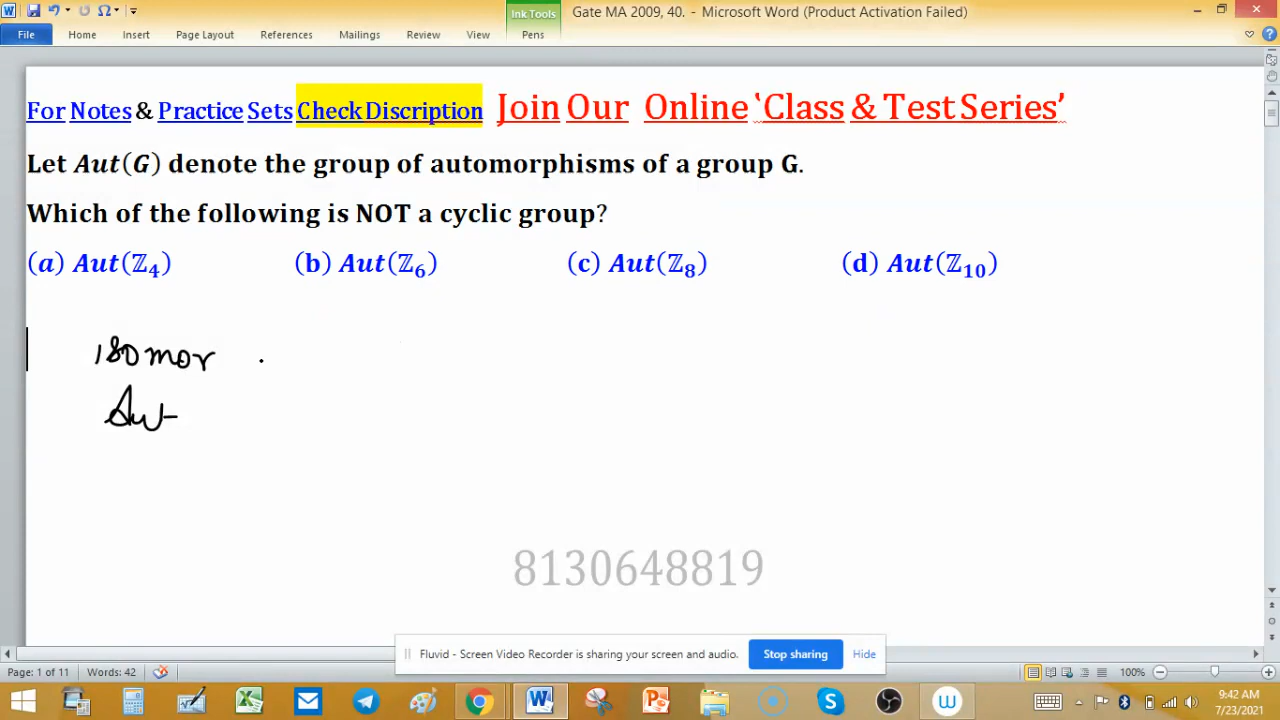 Ink Tools
Gate MA 2009, 40. - Microsoft Word (Product Activation Failed)
File Home Insert Page Layout References Mailings Review View Pens
For Notes & Practice Sets Check Discription Join Our Online 'Class & Test Series'
Let Aut(G) denote the group of automorphisms of a group G.
Which of the following is NOT a cyclic group?
(a) Aut(ℤ₄) (b) Aut(ℤ₆) (c) Aut(ℤ₈) (d) Aut(ℤ₁₀)
isomor
Aut
8130648819
Fluvid - Screen Video Recorder is sharing your screen and audio. Stop sharing Hide
Page: 1 of 11 Words: 42 100%
9:42 AM
7/23/2021